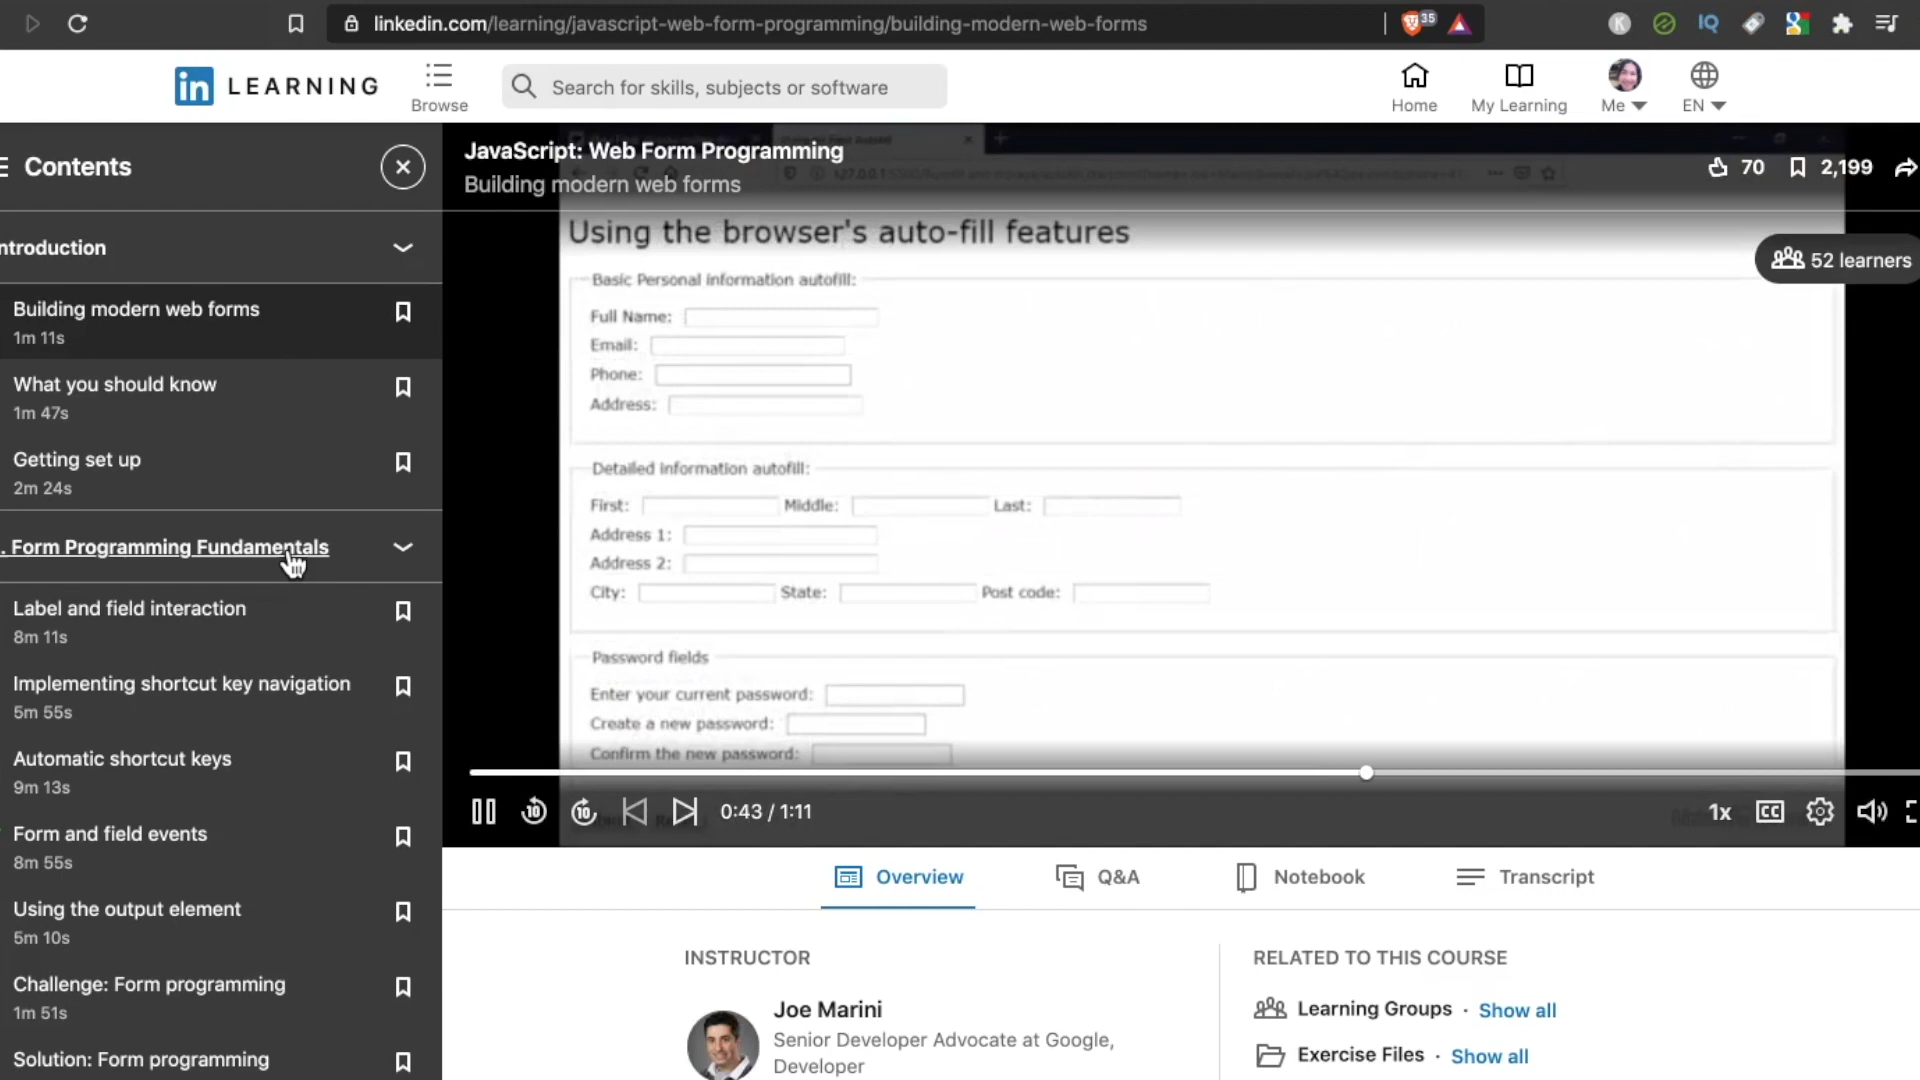 linkedin.com/learning/javascript-web-form-programming/building-modern-web-forms
35
K
IQ
in LEARNING
Browse
Search for skills, subjects or software
Home
My Learning
Me
EN
Contents
ntroduction
Building modern web forms
1m 11s
What you should know
1m 47s
Getting set up
2m 24s
. Form Programming Fundamentals
Label and field interaction
8m 11s
Implementing shortcut key navigation
5m 55s
Automatic shortcut keys
9m 13s
Form and field events
8m 55s
Using the output element
5m 10s
Challenge: Form programming
1m 51s
Solution: Form programming
JavaScript: Web Form Programming
Building modern web forms
70
2,199
52 learners
Using the browser's auto-fill features
Basic Personal information autofill:
Full Name:
Email:
Phone:
Address:
Detailed information autofill:
First: Middle: Last:
Address 1:
Address 2:
City: State: Post code:
Password fields
Enter your current password:
Create a new password:
Confirm the new password:
10
10
0:43 / 1:11
1x
CC
Overview
Q&A
Notebook
Transcript
INSTRUCTOR
Joe Marini
Senior Developer Advocate at Google,
Developer
RELATED TO THIS COURSE
Learning Groups · Show all
Exercise Files · Show all